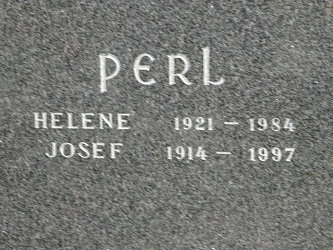 PERL
HELENE 1921 – 1984
JOSEF 1914 – 1997